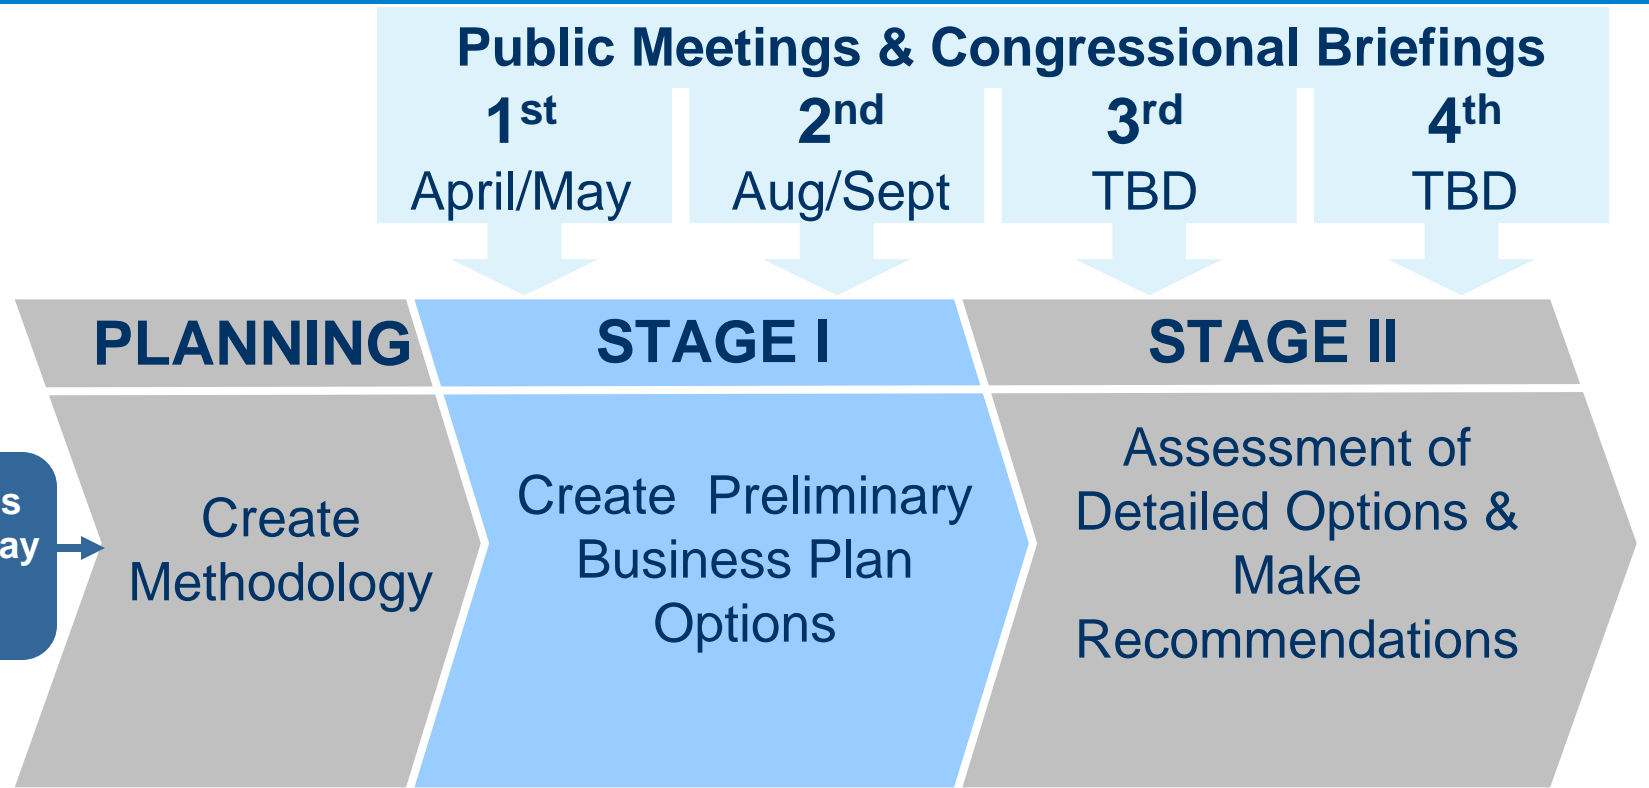 Public Meetings & Congressional Briefings
1st 2nd 3rd 4th
April/May Aug/Sept TBD TBD
PLANNING STAGE I STAGE II
Create
Methodology
Create Preliminary
Business Plan
Options
Assessment of
Detailed Options &
Make
Recommendations